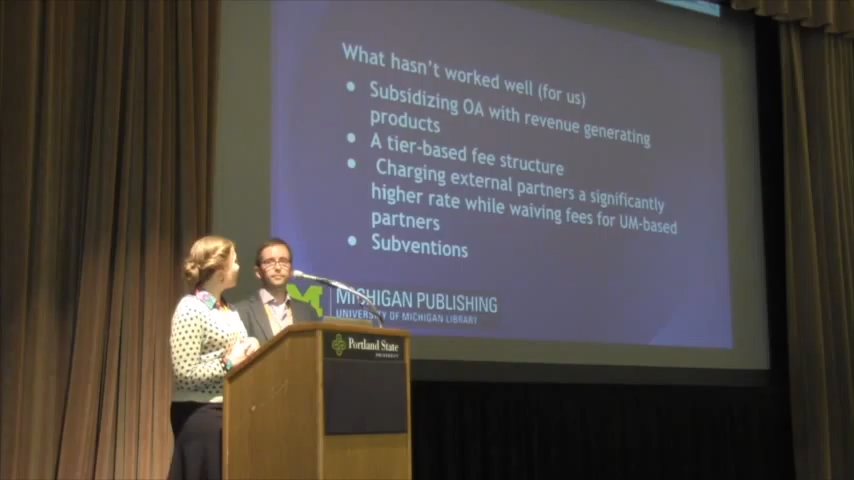 What hasn't worked well (for us)
● Subsidizing OA with revenue generating
products
● A tier-based fee structure
● Charging external partners a significantly
higher rate while waiving fees for UM-based
partners
● Subventions
MICHIGAN PUBLISHING
UNIVERSITY OF MICHIGAN LIBRARY
Portland State
UNIVERSITY